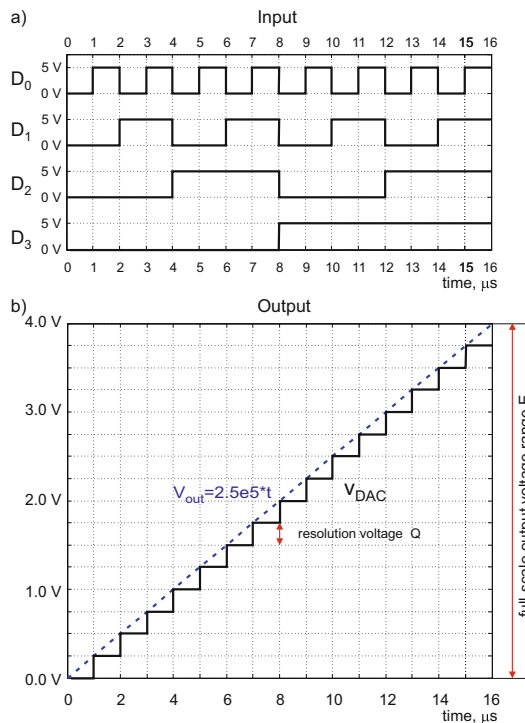 a)
Input
0 1 2 3 4 5 6 7 8 9 10 11 12 13 14 15 16
D0 5 V
0 V
D1 5 V
0 V
D2 5 V
0 V
D3 5 V
0 V
0 1 2 3 4 5 6 7 8 9 10 11 12 13 14 15 16
time, μs
b)
Output
4.0 V
3.0 V
Vout=2.5e5*t
VDAC
2.0 V
resolution voltage Q
1.0 V
0.0 V
0 2 4 6 8 10 12 14 16
time, μs
full scale output voltage range